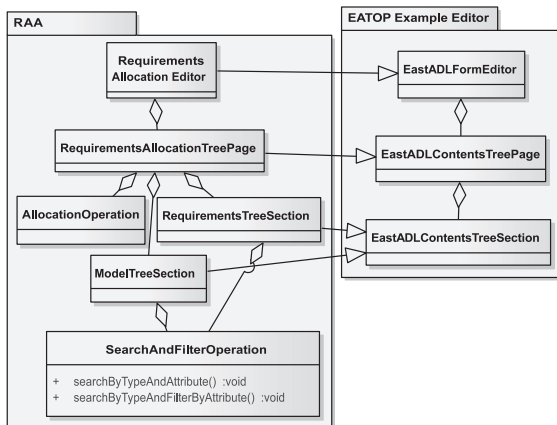 RAA
EATOP Example Editor
Requirements
Allocation Editor
EastADLFormEditor
RequirementsAllocationTreePage
EastADLContentsTreePage
AllocationOperation
RequirementsTreeSection
EastADLContentsTreeSection
ModelTreeSection
SearchAndFilterOperation
+ searchByTypeAndAttribute() :void
+ searchByTypeAndFilterByAttribute() :void